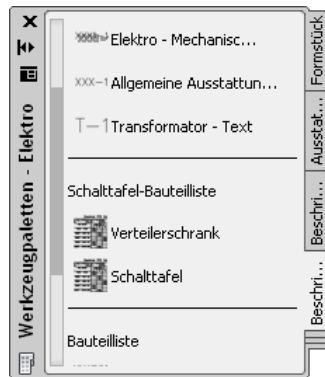 Werkzeugpaletten - Elektro
Elektro - Mechanisc...
XXX-1 Allgemeine Ausstattun...
T-1 Transformator - Text
Schalttafel-Bauteilliste
Verteilerschrank
Schalttafel
Bauteilliste
Formstück
Ausstat...
Beschri...
Beschri...